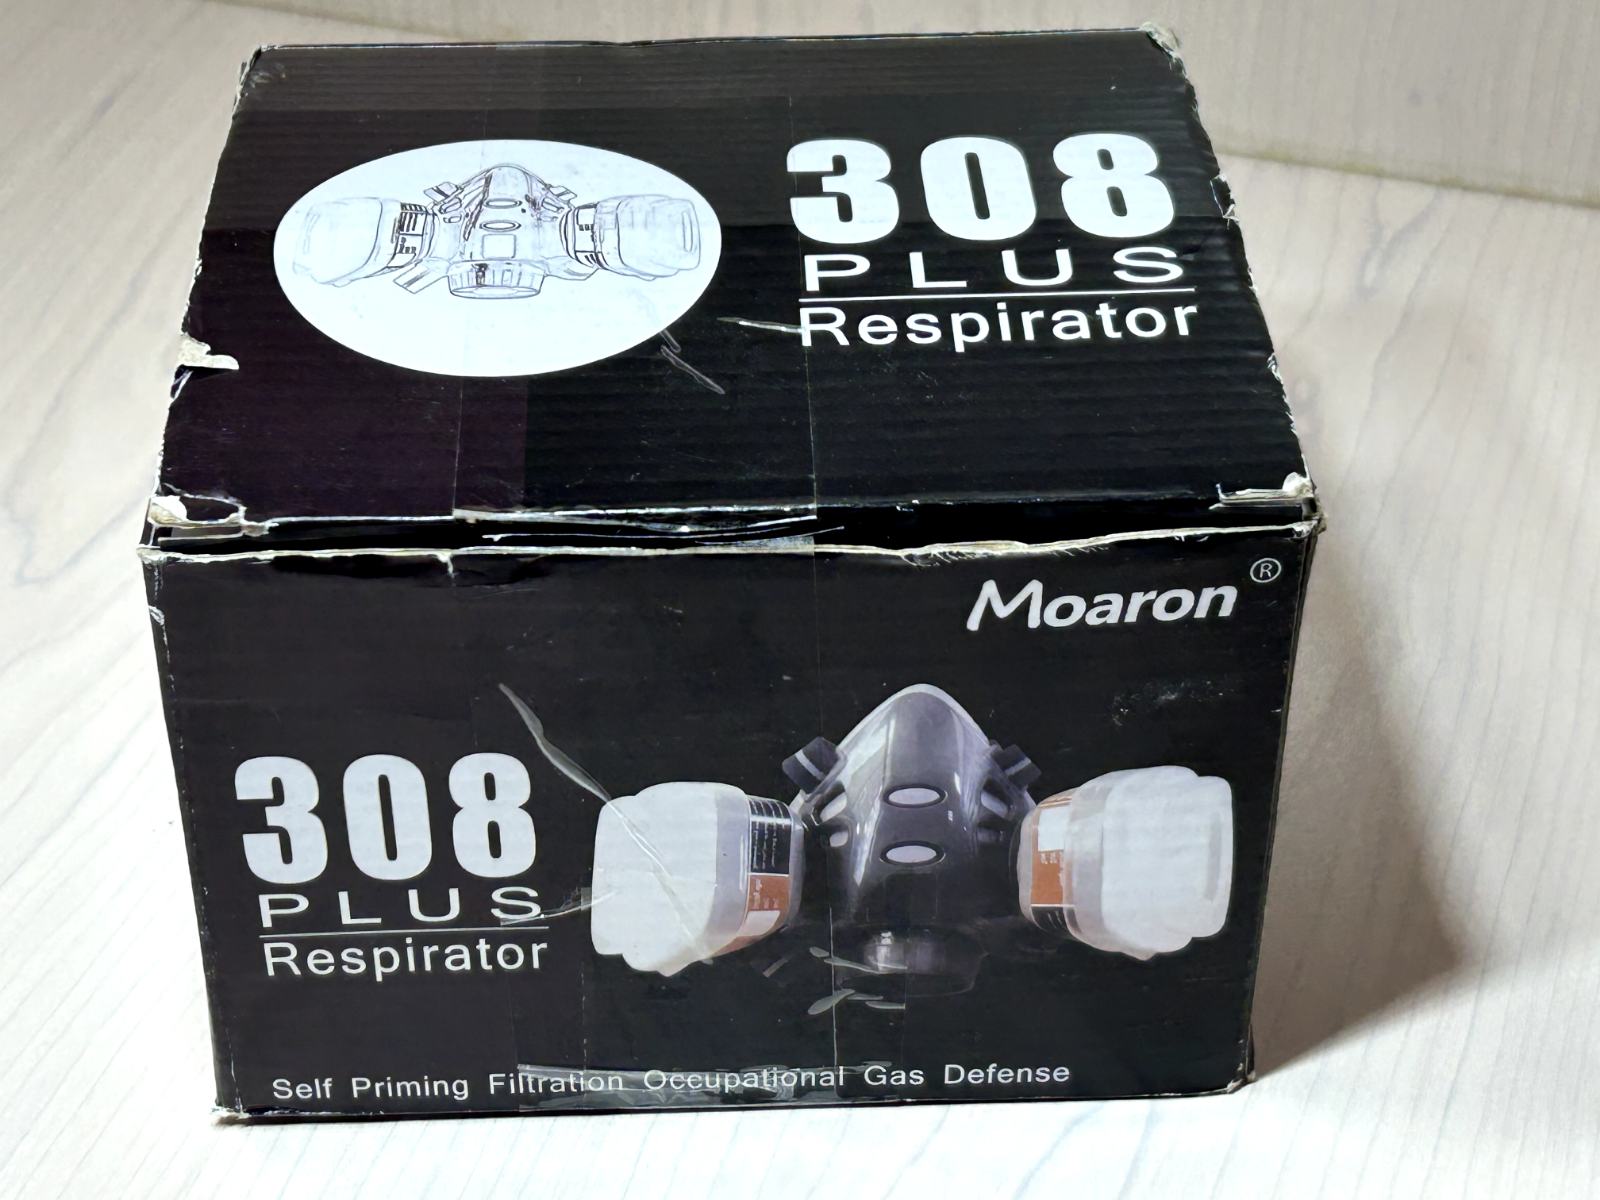 308
PLUS
Respirator
Moaron®
308
PLUS
Respirator
Self Priming Filtration Occupational Gas Defense